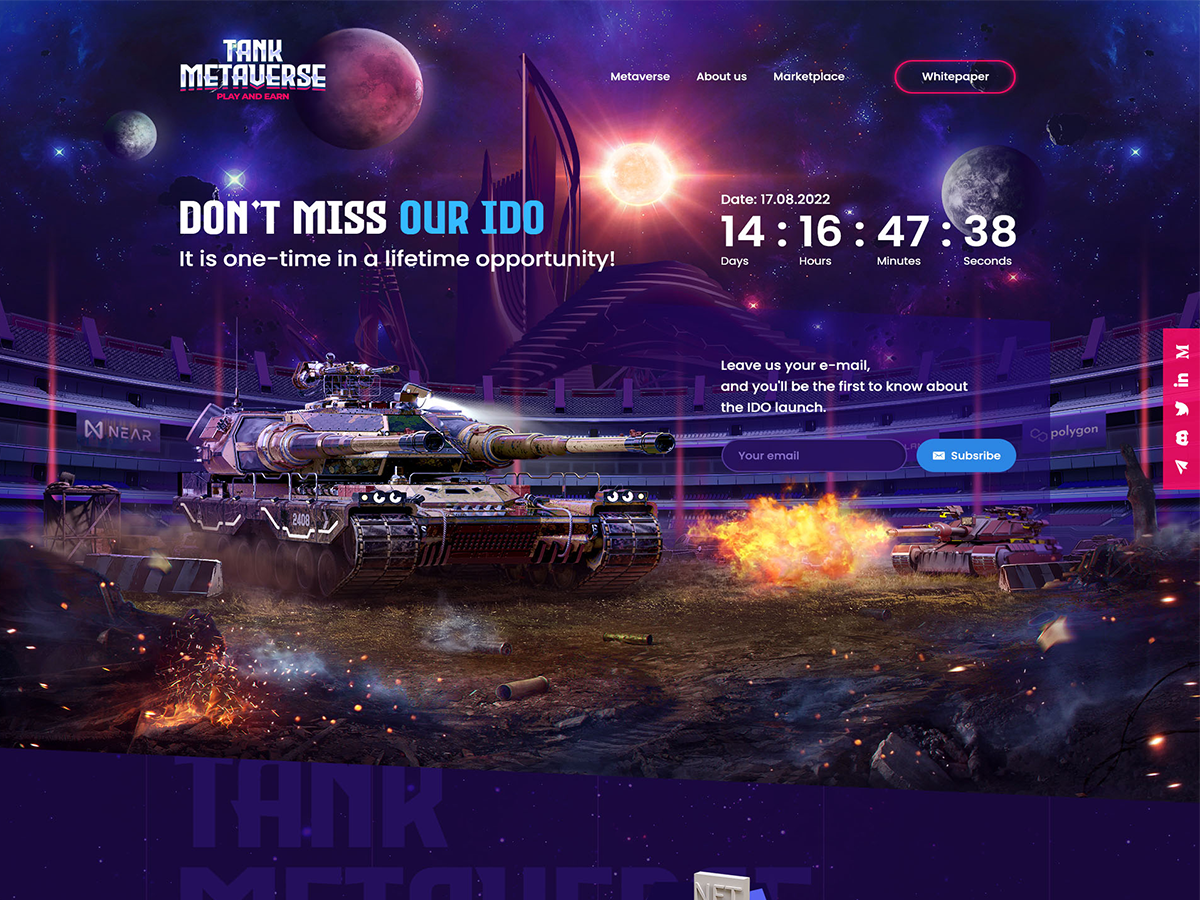 TANK
METAVERSE
PLAY AND EARN
Metaverse
About us
Marketplace
Whitepaper
DON'T MISS OUR IDO
It is one-time in a lifetime opportunity!
Date: 17.08.2022
14 : 16 : 47 : 38
Days Hours Minutes Seconds
Leave us your e-mail,
and you'll be the first to know about
the IDO launch.
Your email
Subsribe
NEAR
polygon
2408
M
in
TANK
NFT